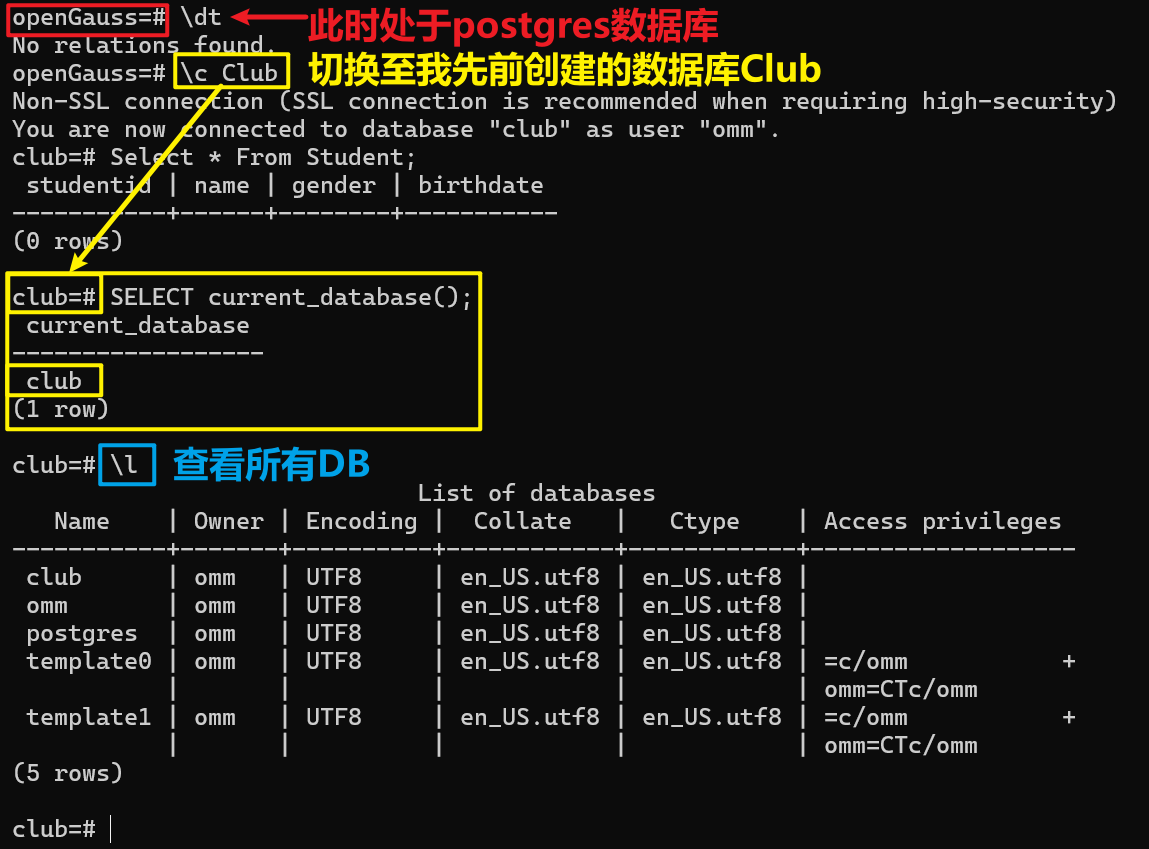 openGauss=# \dt 此时处于postgres数据库
No relations found.
openGauss=# \c Club 切换至我先前创建的数据库Club
Non-SSL connection (SSL connection is recommended when requiring high-security)
You are now connected to database "club" as user "omm".
club=# Select * From Student;
 studentid | name | gender | birthdate
-----------+------+--------+-----------
(0 rows)
club=# SELECT current_database();
 current_database
------------------
 club
(1 row)
club=# \l 查看所有DB
                             List of databases
   Name    | Owner | Encoding |  Collate   |   Ctype    | Access privileges
-----------+-------+----------+------------+------------+-------------------
 club      | omm   | UTF8     | en_US.utf8 | en_US.utf8 |
 omm       | omm   | UTF8     | en_US.utf8 | en_US.utf8 |
 postgres  | omm   | UTF8     | en_US.utf8 | en_US.utf8 |
 template0 | omm   | UTF8     | en_US.utf8 | en_US.utf8 | =c/omm           +
           |       |          |            |            | omm=CTc/omm
 template1 | omm   | UTF8     | en_US.utf8 | en_US.utf8 | =c/omm           +
           |       |          |            |            | omm=CTc/omm
(5 rows)
club=#